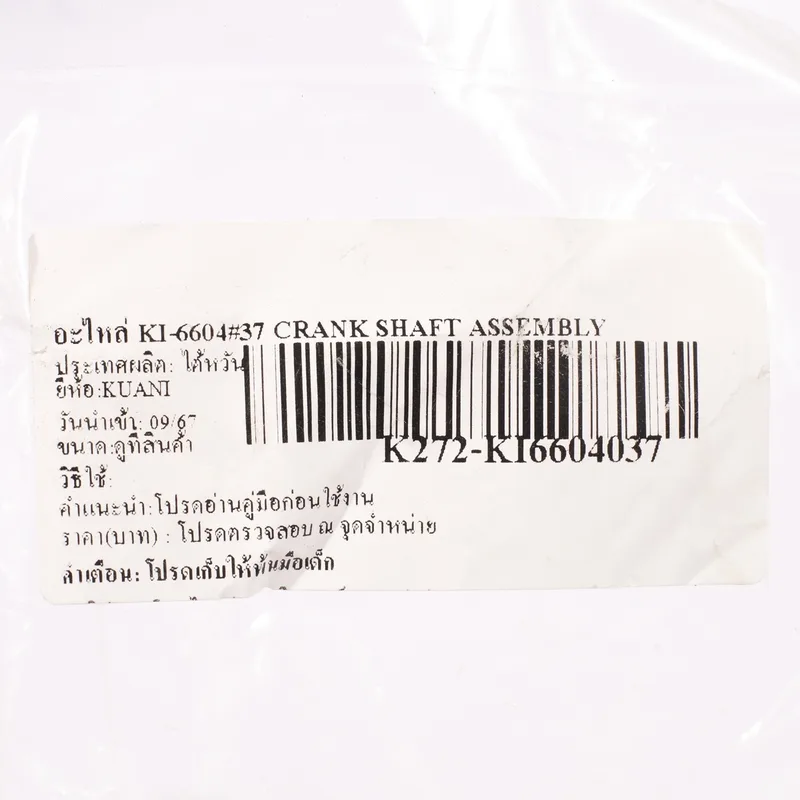 อะไหล่ KI-6604#37 CRANK SHAFT ASSEMBLY
ประเทศผลิต: ไต้หวัน
ยี่ห้อ:KUANI
วันนำเข้า: 09/67
ขนาด:ดูที่สินค้า
K272-KI6604037
วิธีใช้:
คำแนะนำ:โปรดอ่านคู่มือก่อนใช้งาน
ราคา(บาท) : โปรดตรวจสอบ ณ จุดจำหน่าย
คำเตือน: โปรดเก็บให้พ้นมือเด็ก